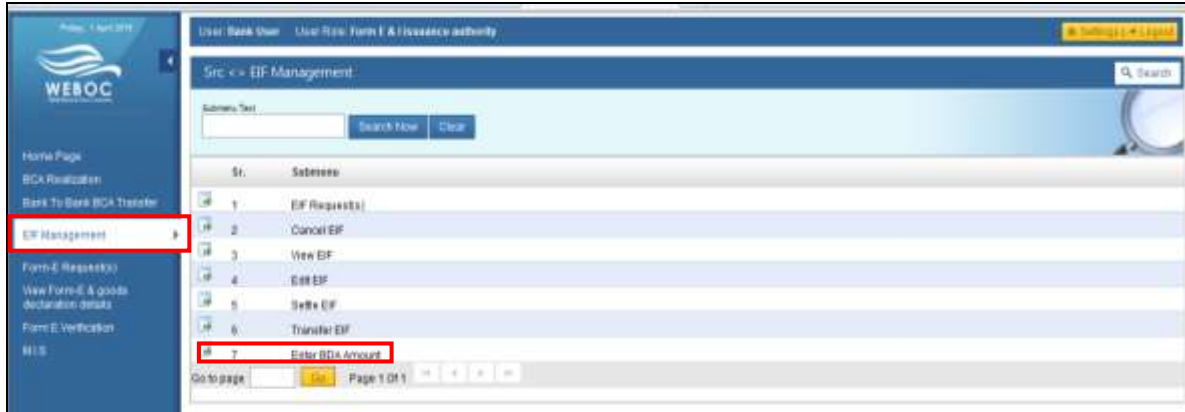 Friday, 1 April 2016
WEBOC
Home Page
BCA Realization
Bank To Bank BCA Transfer
EIF Management
Form-E Request(s)
View Form-E & goods
declaration details
Form E Verification
M I S
User: Bank User User Role: Form E & I issuance authority
Settings | Logout
Src <> EIF Management
Search
Submenu Text
Search Now Clear
Sr. Submenu
1 EIF Request(s)
2 Cancel EIF
3 View EIF
4 Edit EIF
5 Settle EIF
6 Transfer EIF
7 Enter BDA Amount
Go to page Go Page 1 Of 1